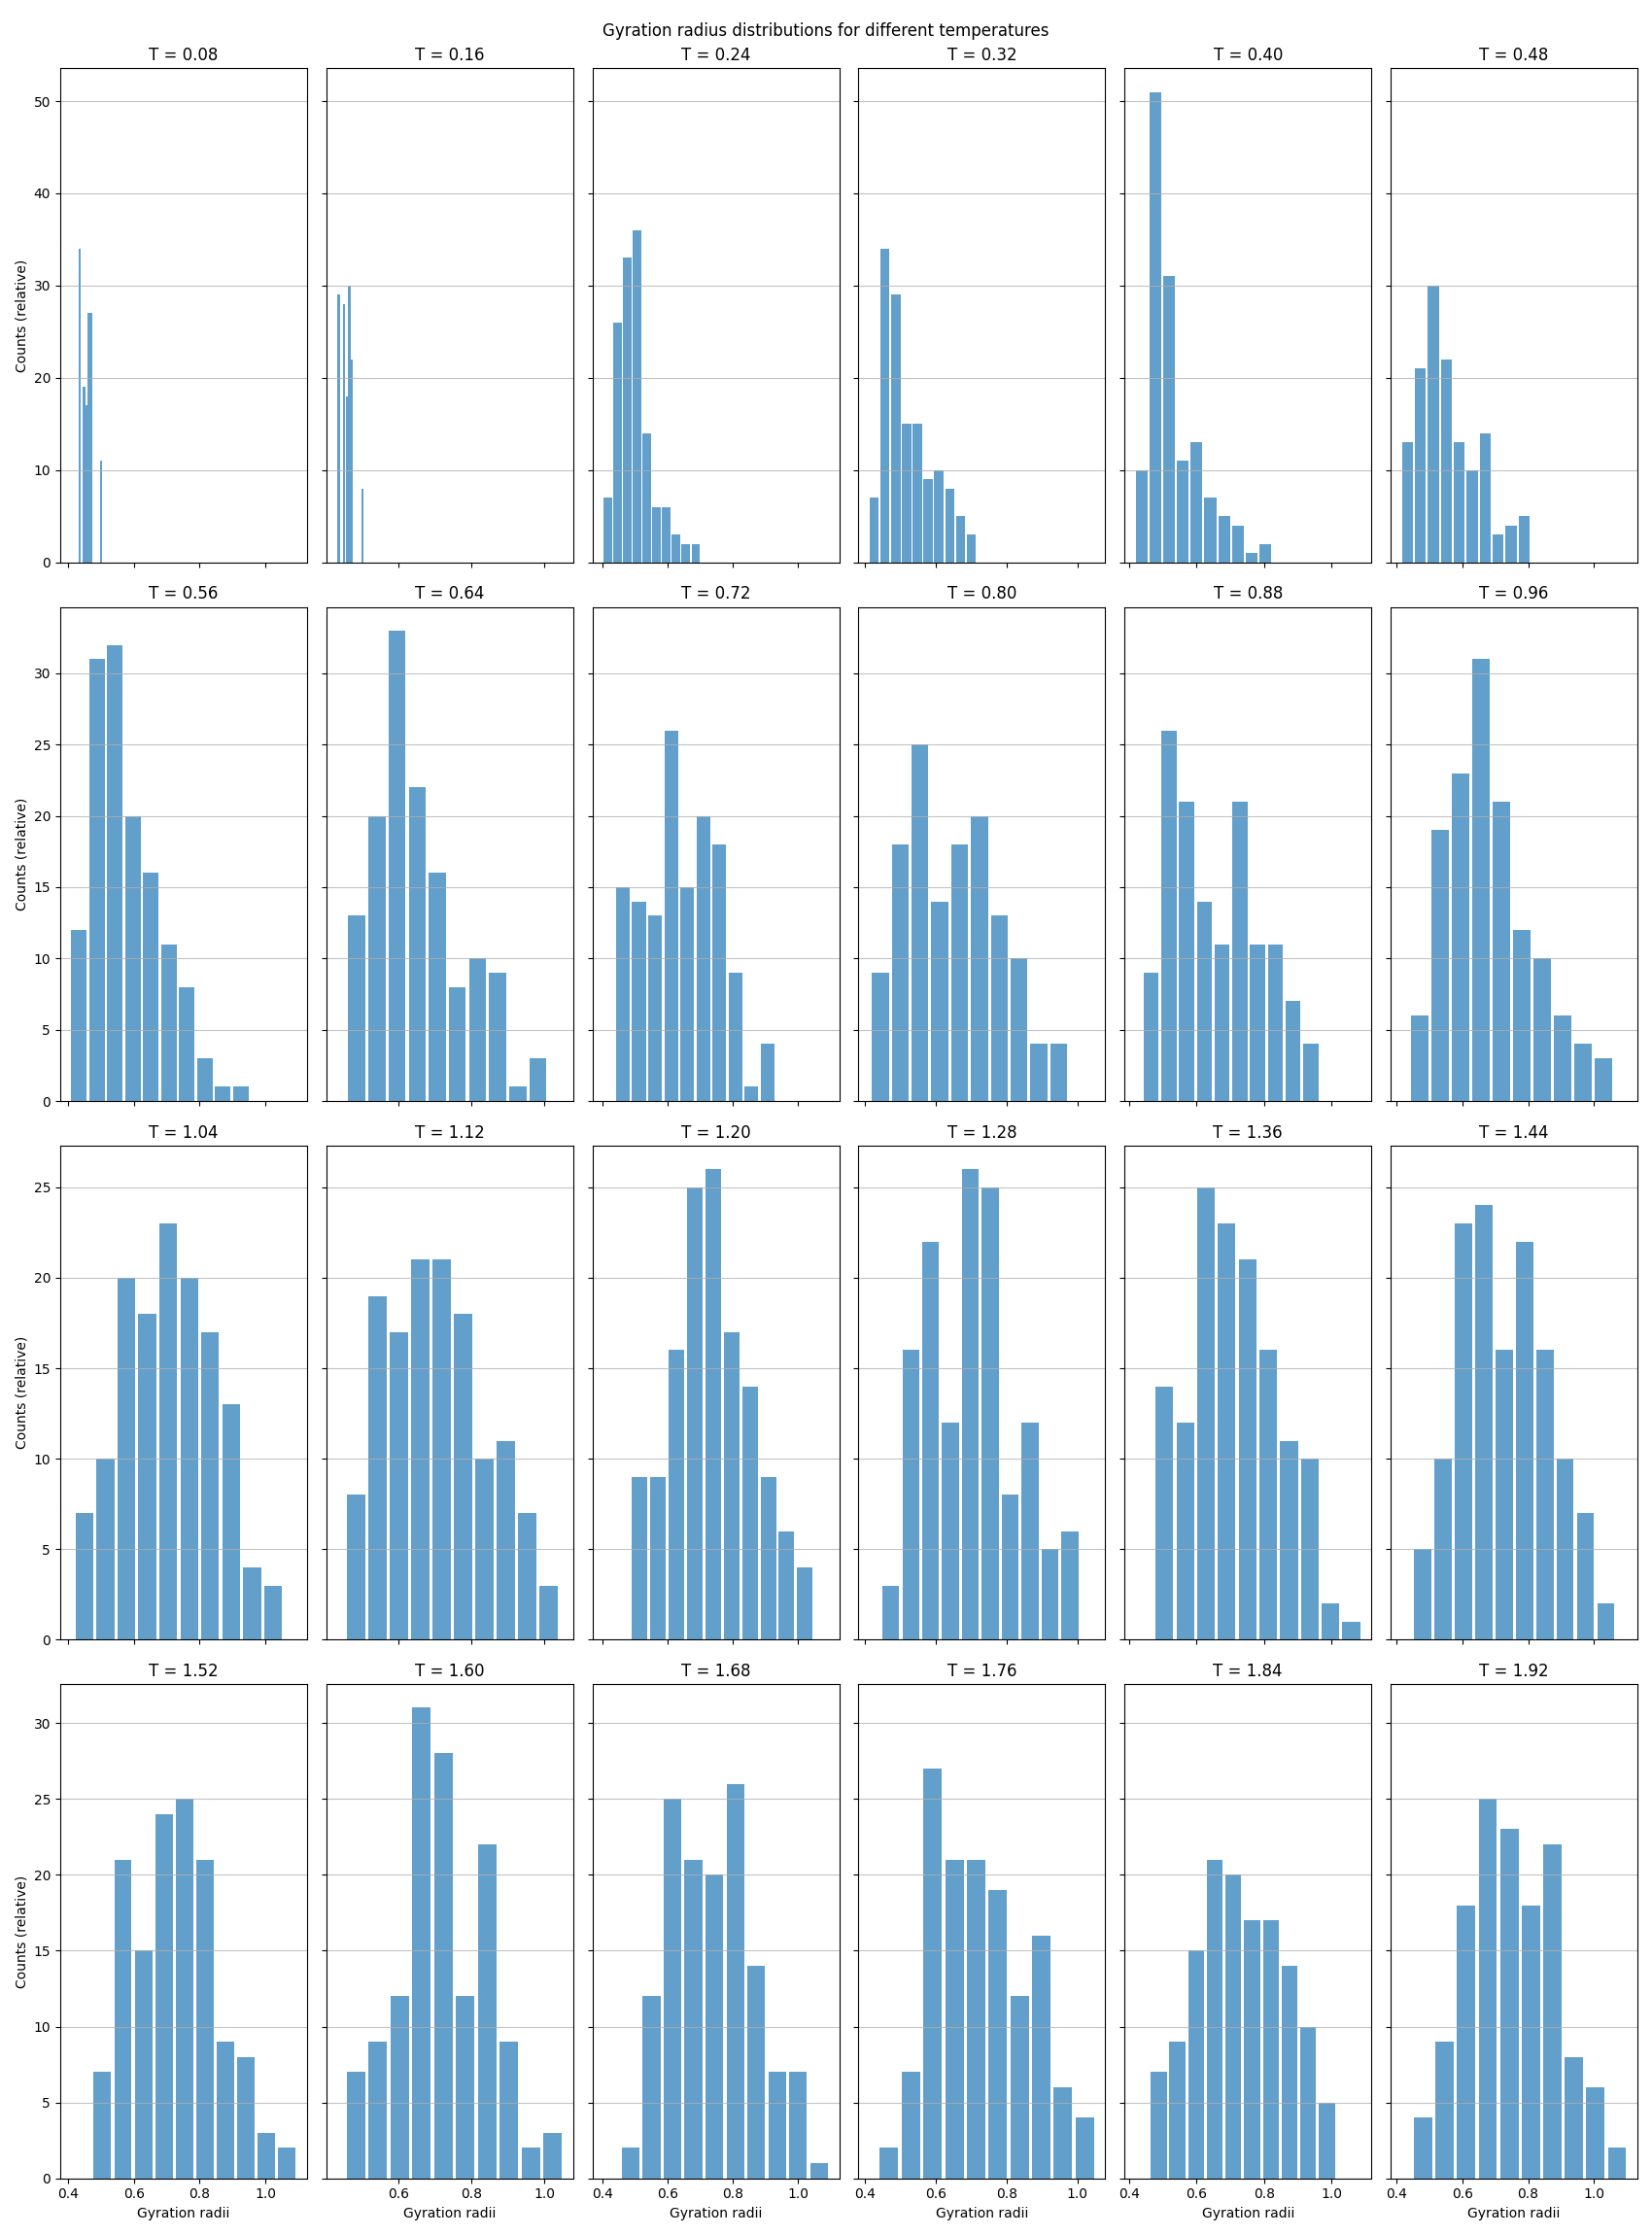 Gyration radius distributions for different temperatures
T = 0.08 T = 0.16 T = 0.24 T = 0.32 T = 0.40 T = 0.48
50
40
30
20
10
0
Counts (relative)
T = 0.56 T = 0.64 T = 0.72 T = 0.80 T = 0.88 T = 0.96
30
25
20
15
10
5
0
Counts (relative)
T = 1.04 T = 1.12 T = 1.20 T = 1.28 T = 1.36 T = 1.44
25
20
15
10
5
0
Counts (relative)
T = 1.52 T = 1.60 T = 1.68 T = 1.76 T = 1.84 T = 1.92
30
25
20
15
10
5
0
Counts (relative)
0.4 0.6 0.8 1.0 0.6 0.8 1.0 0.4 0.6 0.8 1.0 0.4 0.6 0.8 1.0 0.4 0.6 0.8 1.0 0.4 0.6 0.8 1.0
Gyration radii Gyration radii Gyration radii Gyration radii Gyration radii Gyration radii